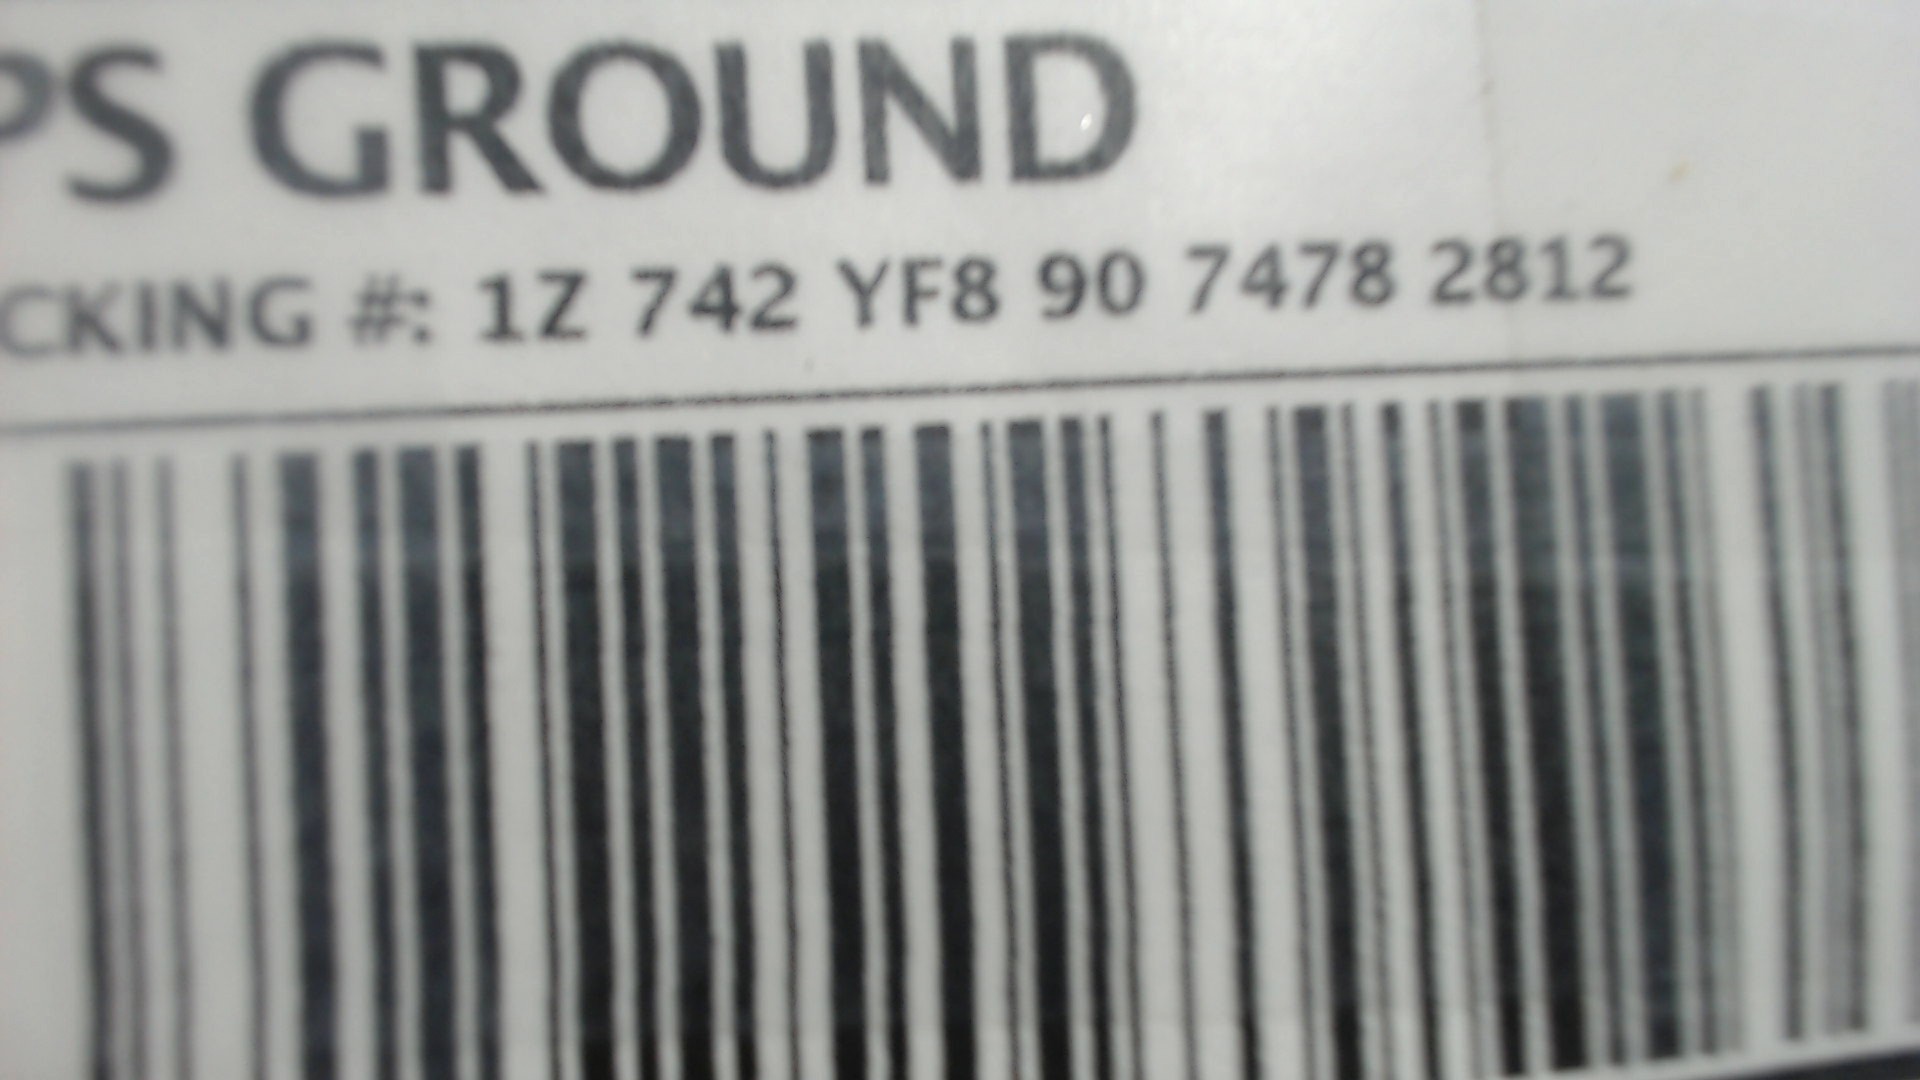 PS GROUND
CKING #: 1Z 742 YF8 90 7478 2812